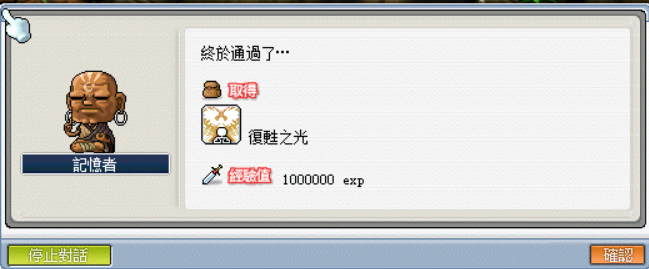 終於通過了…
取得
復甦之光
經驗值 1000000 exp
記憶者
停止對話
確認